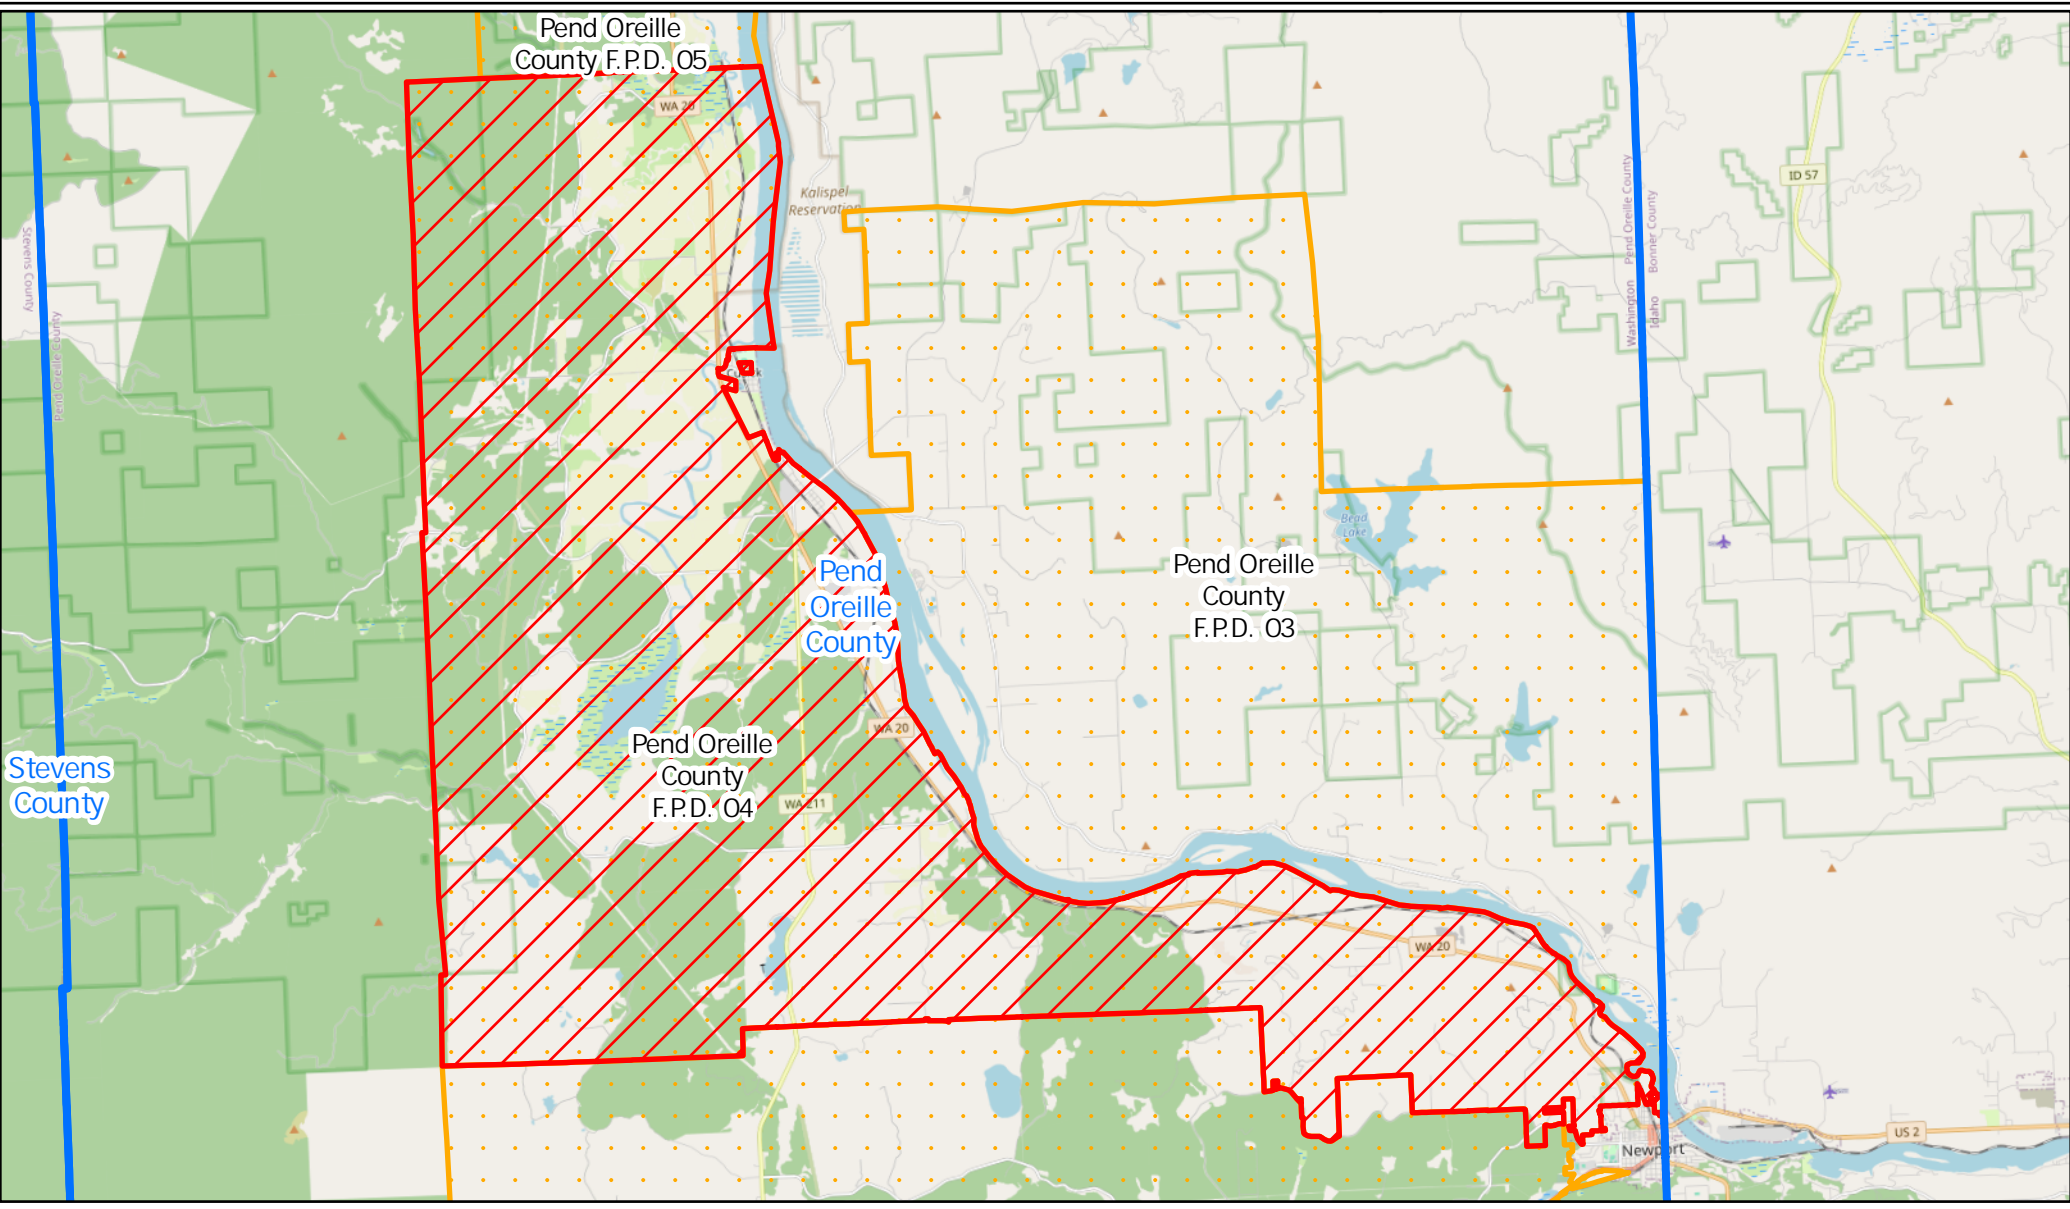 Pend Oreille
County F.P.D. 05
WA 20
Kalispel
Reservation
ID 57
Stevens County
Pend Oreille County
Washington
Pend Oreille County
Idaho
Bonner County
Bead
Lake
Pend
Oreille
County
Pend Oreille
County
F.P.D. 03
WA 20
Pend Oreille
County
F.P.D. 04
Stevens
County
WA 211
WA 20
US 2
Newport